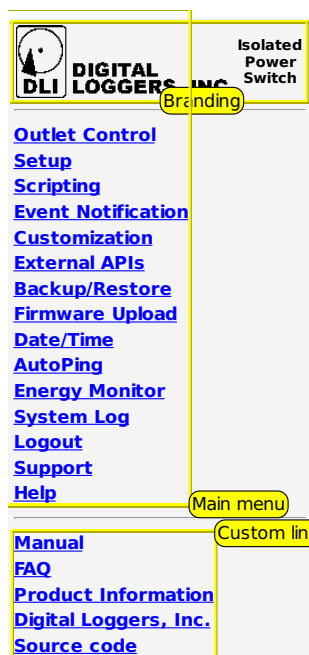 Isolated
Power
Switch
DLI
DIGITAL
LOGGERS, INC
Branding
Outlet Control
Setup
Scripting
Event Notification
Customization
External APIs
Backup/Restore
Firmware Upload
Date/Time
AutoPing
Energy Monitor
System Log
Logout
Support
Help
Main menu
Custom lin
Manual
FAQ
Product Information
Digital Loggers, Inc.
Source code